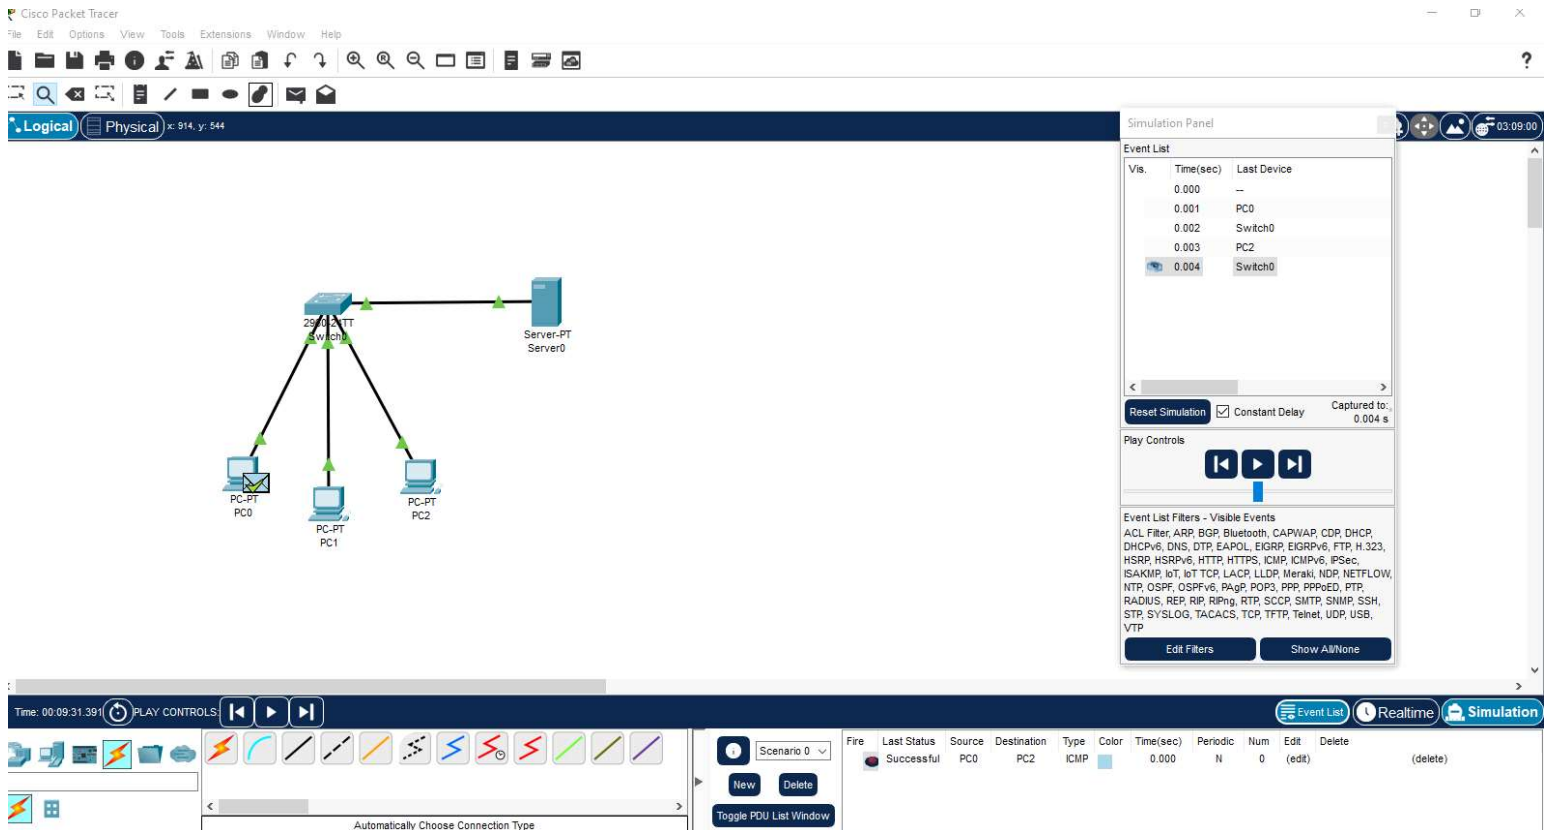 Cisco Packet Tracer
File Edit Options View Tools Extensions Window Help
?
Logical Physical x: 914, y: 544
03:09:00
Simulation Panel
Event List
Vis. Time(sec) Last Device
0.000 --
0.001 PC0
0.002 Switch0
0.003 PC2
0.004 Switch0
Reset Simulation Constant Delay Captured to:
0.004 s
Play Controls
Event List Filters - Visible Events
ACL Filter, ARP, BGP, Bluetooth, CAPWAP, CDP, DHCP,
DHCPv6, DNS, DTP, EAPOL, EIGRP, EIGRPv6, FTP, H.323,
HSRP, HSRPv6, HTTP, HTTPS, ICMP, ICMPv6, IPSec,
ISAKMP, IoT, IoT TCP, LACP, LLDP, Meraki, NDP, NETFLOW,
NTP, OSPF, OSPFv6, PAgP, POP3, PPP, PPPoED, PTP,
RADIUS, REP, RIP, RIPng, RTP, SCCP, SMTP, SNMP, SSH,
STP, SYSLOG, TACACS, TCP, TFTP, Telnet, UDP, USB,
VTP
Edit Filters Show All/None
2960-24TT
Switch0
Server-PT
Server0
PC-PT
PC0
PC-PT
PC1
PC-PT
PC2
Time: 00:09:31.391 PLAY CONTROLS:
Event List Realtime Simulation
Scenario 0
New Delete
Toggle PDU List Window
Fire Last Status Source Destination Type Color Time(sec) Periodic Num Edit Delete
Successful PC0 PC2 ICMP 0.000 N 0 (edit) (delete)
Automatically Choose Connection Type